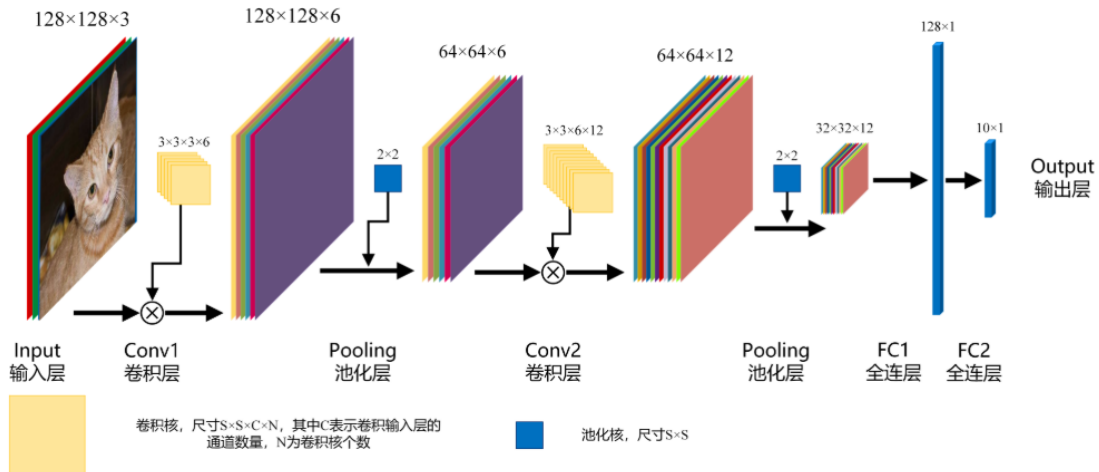 128×128×3
128×128×6
64×64×6
64×64×12
128×1
3×3×3×6
2×2
3×3×6×12
2×2
32×32×12
10×1
Output
输出层
Input
输入层
Conv1
卷积层
Pooling
池化层
Conv2
卷积层
Pooling
池化层
FC1
全连层
FC2
全连层
卷积核，尺寸S×S×C×N，其中C表示卷积输入层的
通道数量，N为卷积核个数
池化核，尺寸S×S